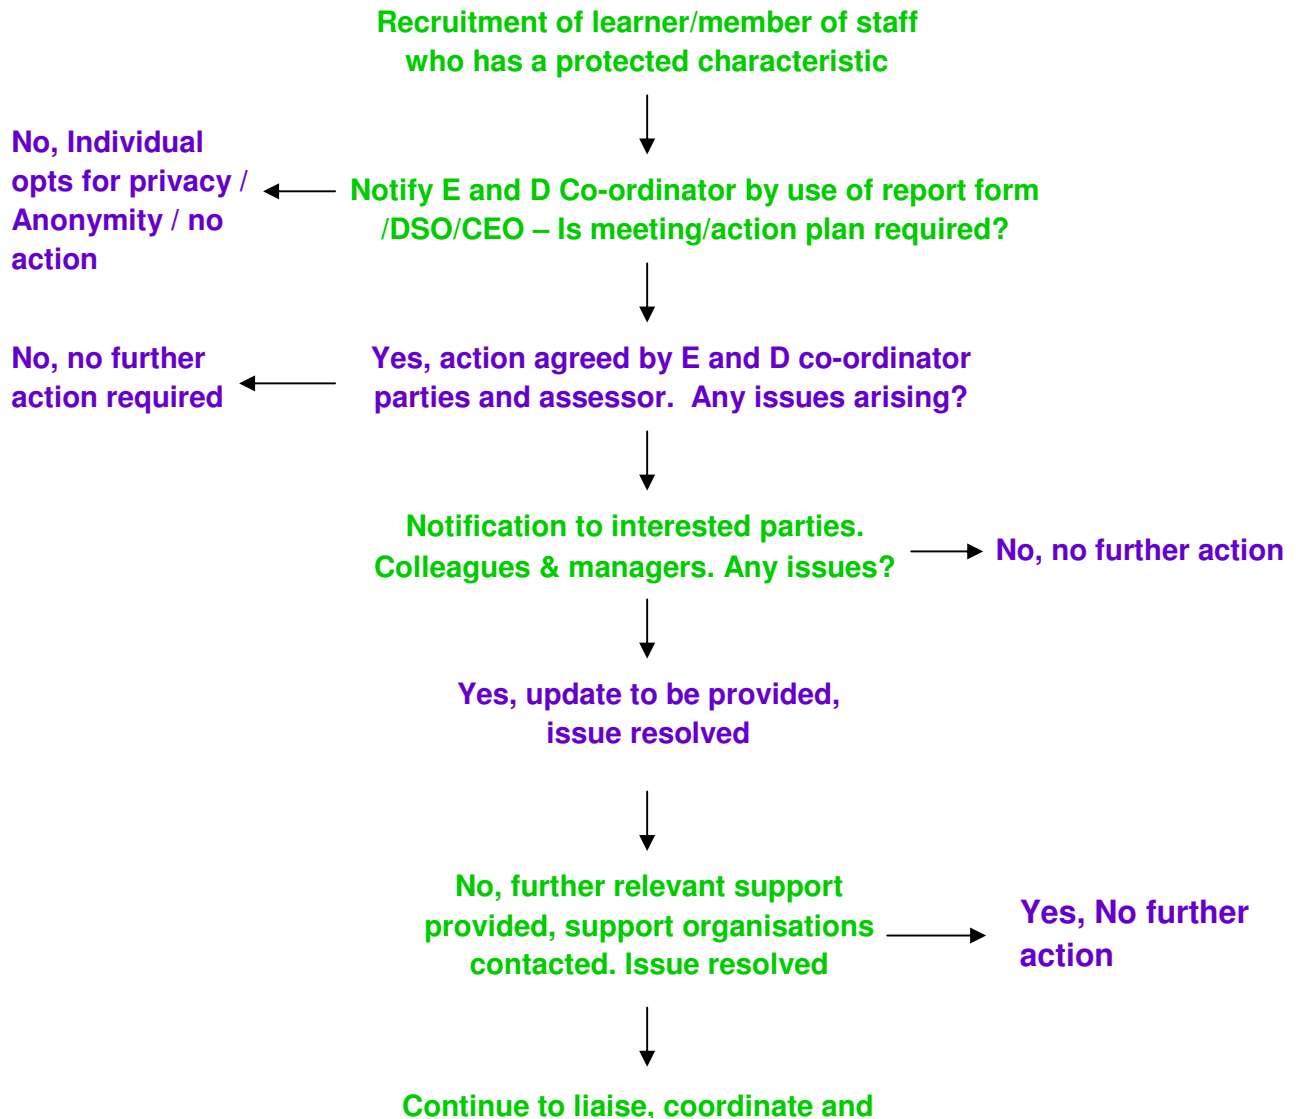 Recruitment of learner/member of staff
who has a protected characteristic
No, Individual
opts for privacy /
Anonymity / no
action
Notify E and D Co-ordinator by use of report form
/DSO/CEO – Is meeting/action plan required?
No, no further
action required
Yes, action agreed by E and D co-ordinator
parties and assessor.  Any issues arising?
Notification to interested parties.
Colleagues & managers. Any issues?
No, no further action
Yes, update to be provided,
issue resolved
No, further relevant support
provided, support organisations
contacted. Issue resolved
Yes, No further
action
Continue to liaise, coordinate and